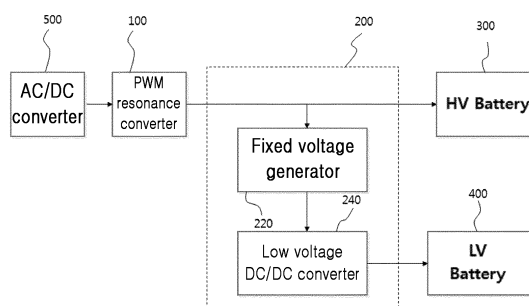 500
100
200
300
AC/DC
converter
PWM
resonance
converter
HV Battery
Fixed voltage
generator
220
240
400
Low voltage
DC/DC converter
LV
Battery